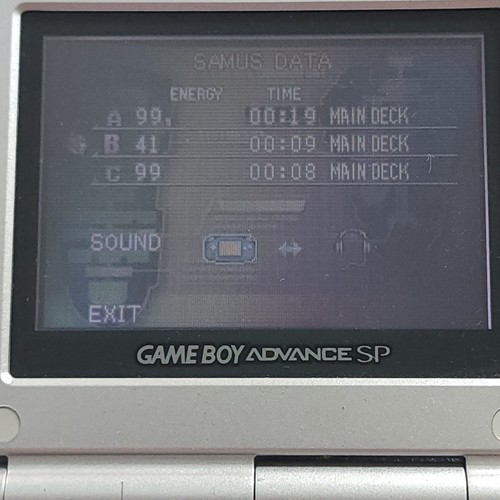 SAMUS DATA
ENERGY TIME
A 99. 00:19 MAIN DECK
B 41 00:09 MAIN DECK
C 99 00:08 MAIN DECK
SOUND
EXIT
GAME BOY ADVANCE SP